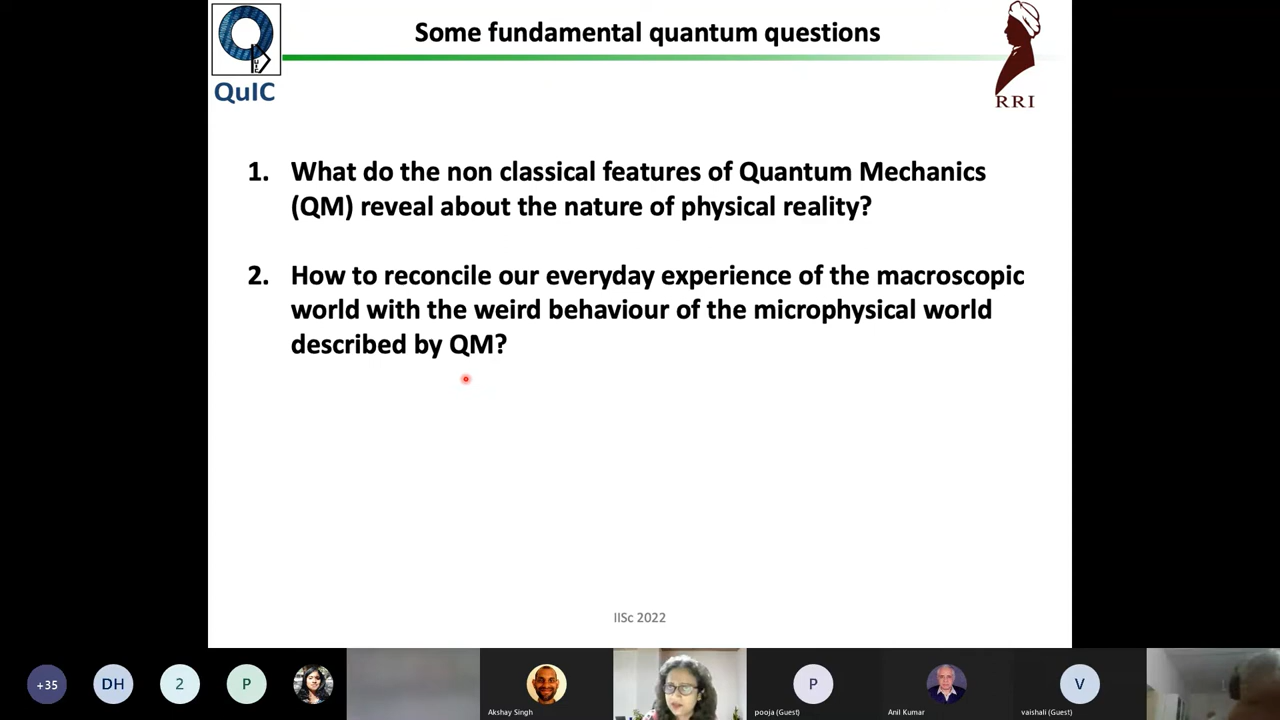 Some fundamental quantum questions
QuIC
RRI
1. What do the non classical features of Quantum Mechanics
(QM) reveal about the nature of physical reality?
2. How to reconcile our everyday experience of the macroscopic
world with the weird behaviour of the microphysical world
described by QM?
IISc 2022
+35
DH
2
P
Akshay Singh
P
pooja (Guest)
Anil Kumar
V
vaishali (Guest)